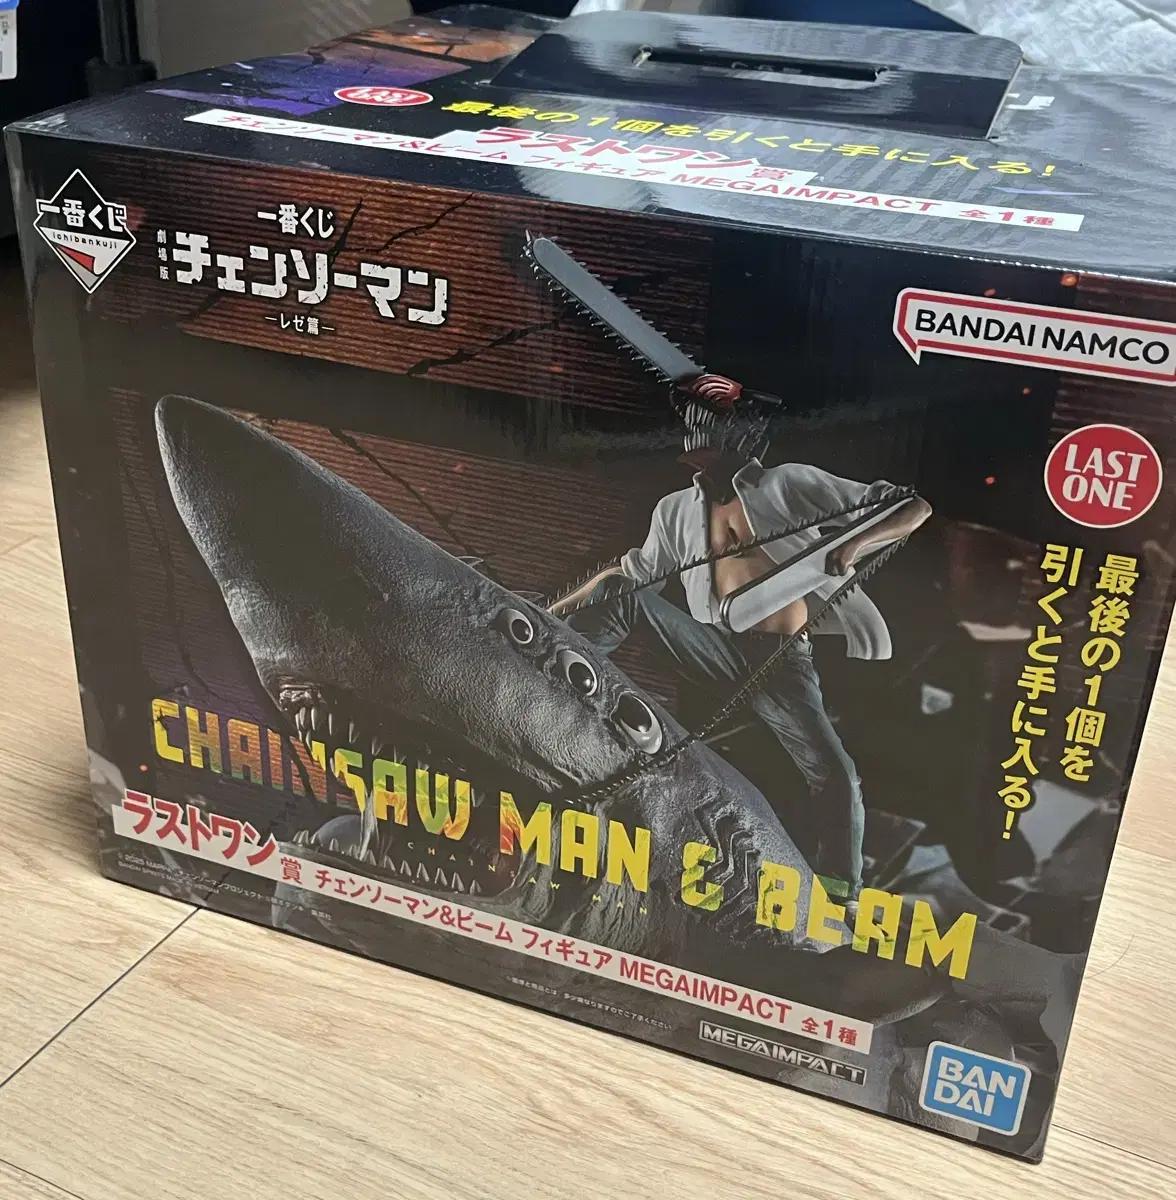 LAST ONE
最後の1個を引くと手に入る!
ラストワン賞
チェンソーマン&ビーム フィギュア MEGAIMPACT 全1種
一番くじ
ichibankuji
一番くじ
劇場版
チェンソーマン
―レゼ篇―
BANDAI NAMCO
LAST
ONE
最後の1個を
引くと手に入る!
CHAINSAW MAN & BEAM
CHAINSAW MAN
ラストワン賞 チェンソーマン&ビーム フィギュア MEGAIMPACT 全1種
MEGAIMPACT
BAN
DAI